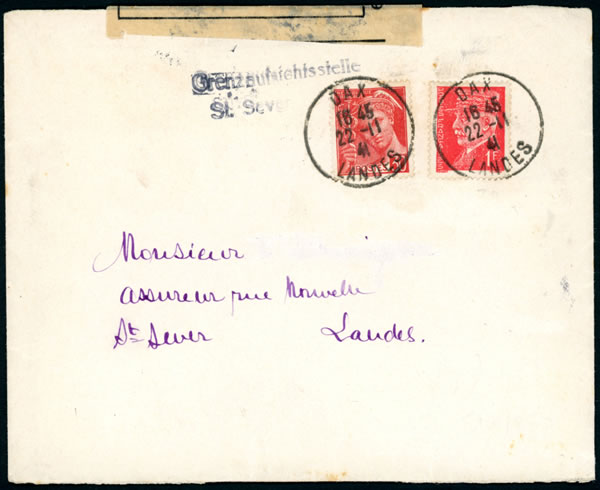 Grenzaufsichtsstelle
St. Sever
DAX
16 45
22 -11
41
LANDES
DAX
16 45
22 -11
41
LANDES
Monsieur
assureur rue Nouvelle
St Sever Landes.